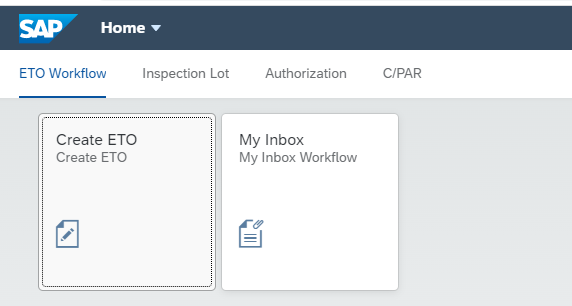 SAP Home
ETO Workflow Inspection Lot Authorization C/PAR
Create ETO
Create ETO
My Inbox
My Inbox Workflow